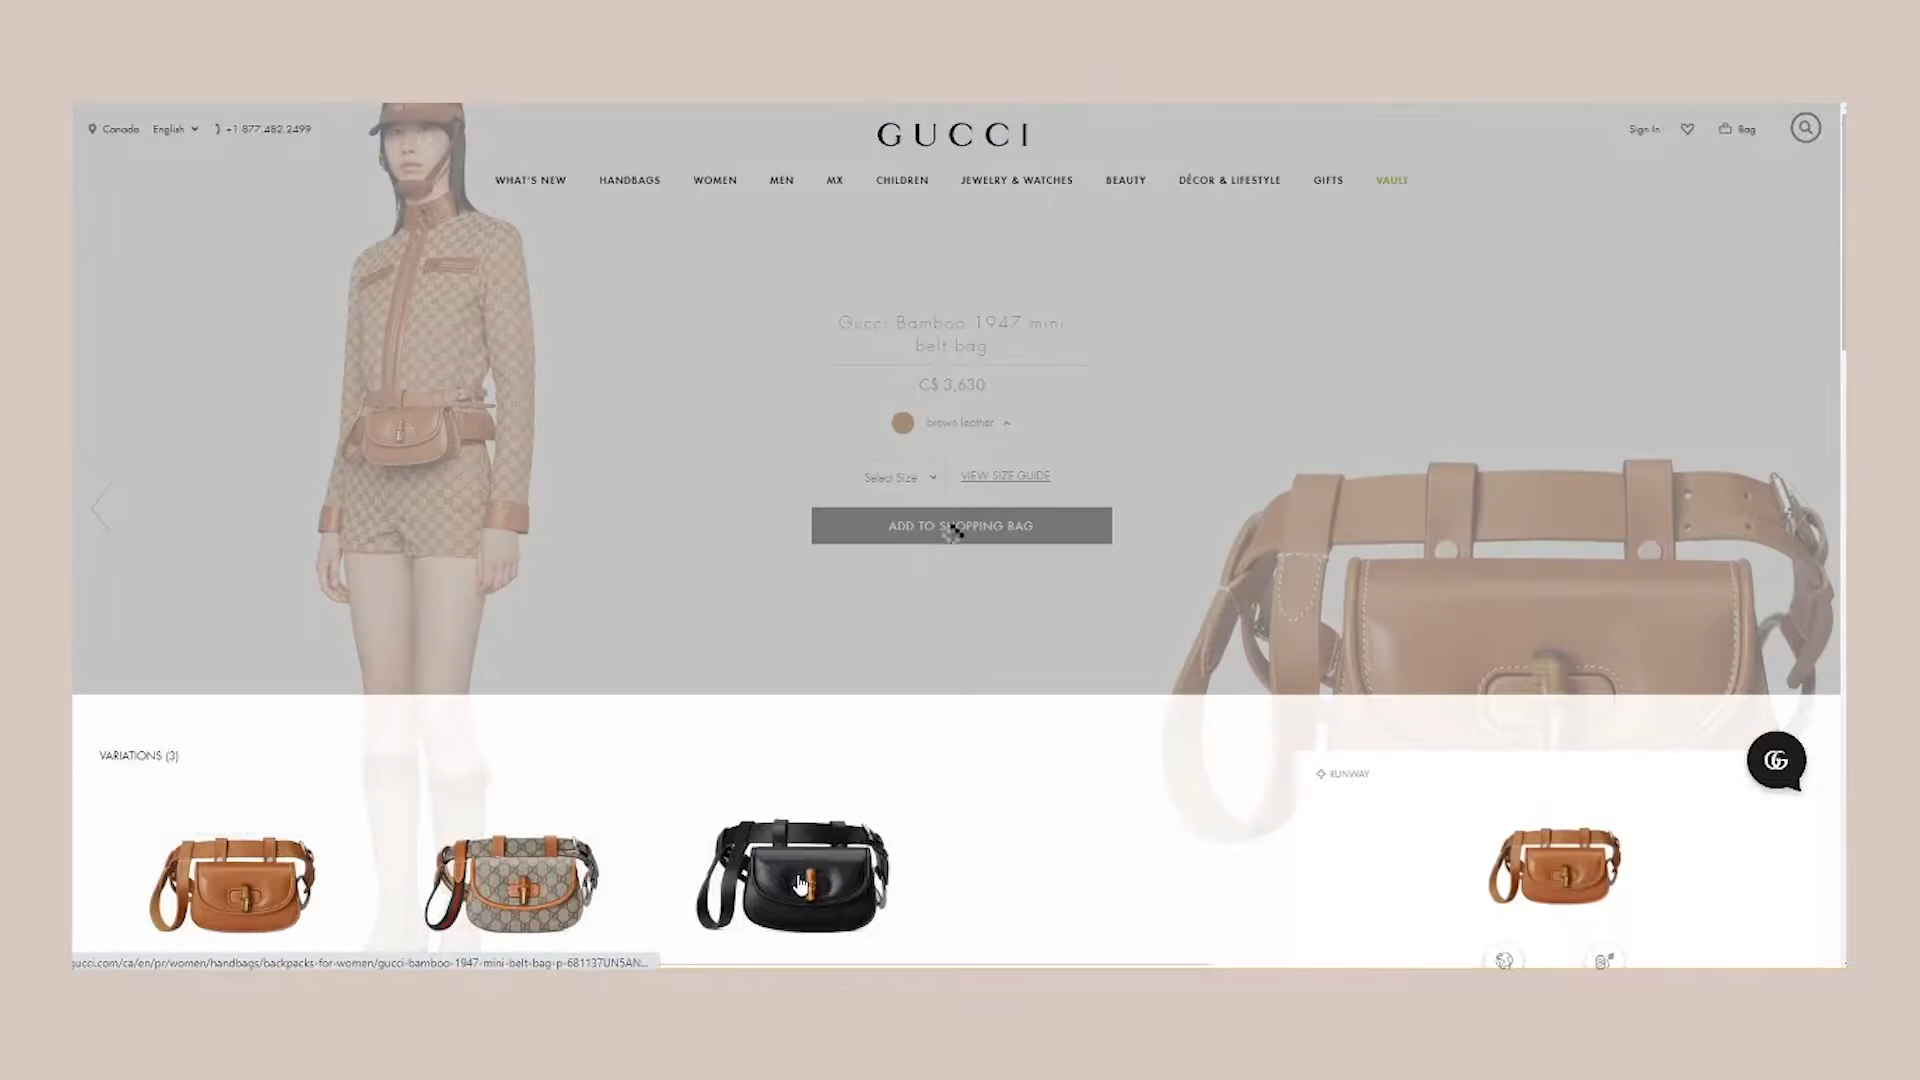 Canada English +1.877.482.2499
GUCCI
Sign In Bag
WHAT'S NEW HANDBAGS WOMEN MEN MX CHILDREN JEWELRY & WATCHES BEAUTY DÉCOR & LIFESTYLE GIFTS VAULT
Gucci Bamboo 1947 mini
belt bag
C$ 3,630
brown leather
Select Size VIEW SIZE GUIDE
ADD TO SHOPPING BAG
VARIATIONS (3)
RUNWAY
gucci.com/ca/en/pr/women/handbags/backpacks-for-women/gucci-bamboo-1947-mini-belt-bag-p-681137UN5AN...